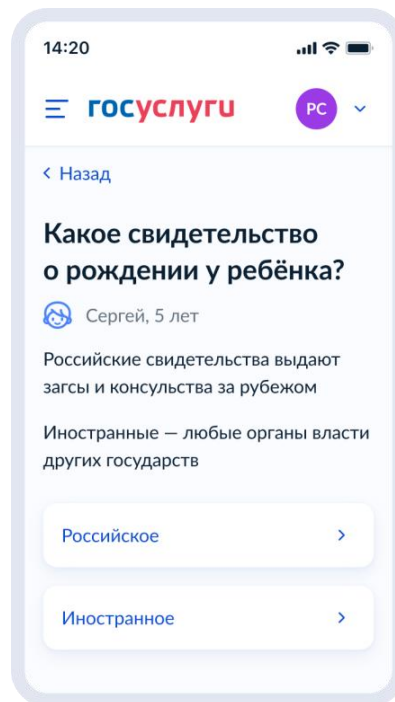 14:20
госуслуги
РС
Назад
Какое свидетельство
о рождении у ребёнка?
Сергей, 5 лет
Российские свидетельства выдают
загсы и консульства за рубежом
Иностранные — любые органы власти
других государств
Российское
Иностранное